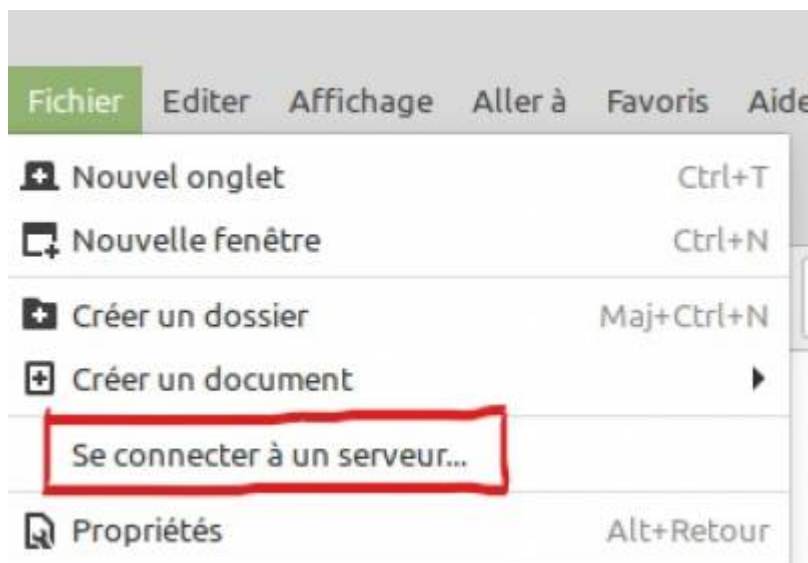 Fichier Editer Affichage Aller à Favoris Aide
Nouvel onglet Ctrl+T
Nouvelle fenêtre Ctrl+N
Créer un dossier Maj+Ctrl+N
Créer un document
Se connecter à un serveur...
Propriétés Alt+Retour